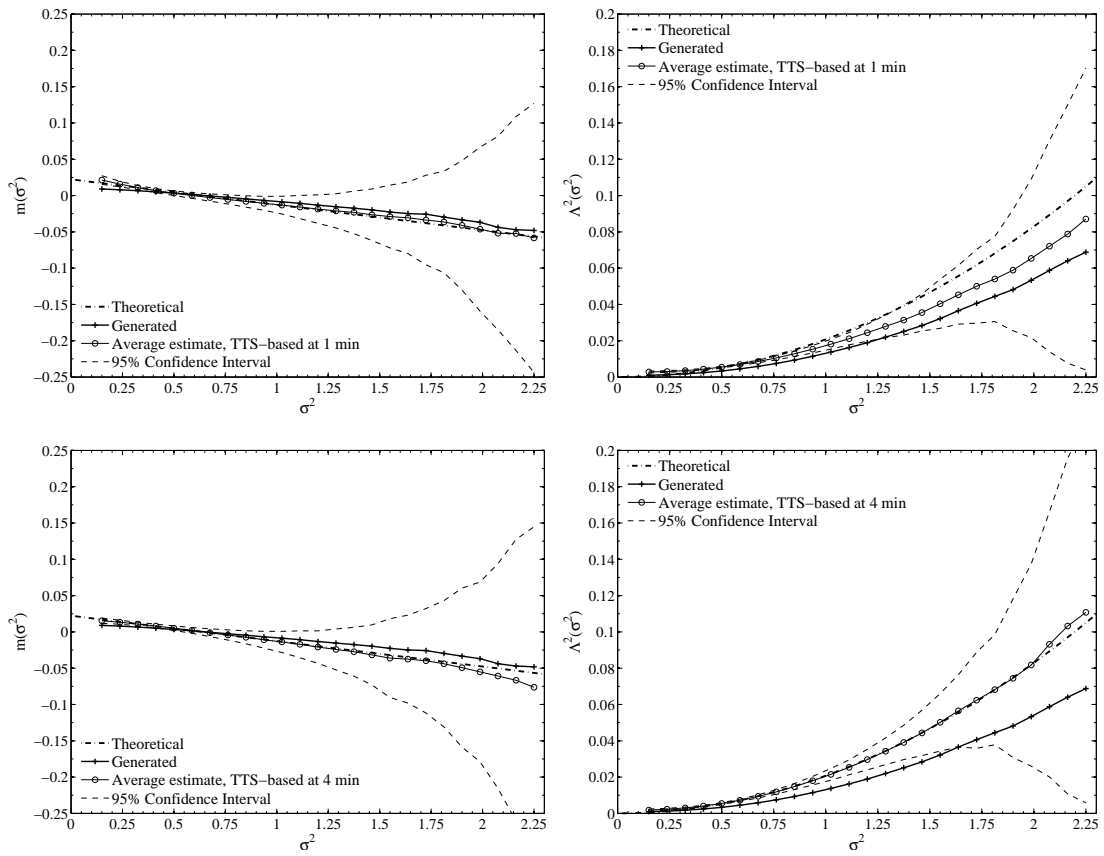 0.25
0.2
0.15
0.1
0.05
0
−0.05
−0.1
−0.15
−0.2
−0.25
m(σ²)
Theoretical
Generated
Average estimate, TTS−based at 1 min
95% Confidence Interval
0 0.25 0.5 0.75 1 1.25 1.5 1.75 2 2.25
σ²
0.2
0.18
0.16
0.14
0.12
0.1
0.08
0.06
0.04
0.02
0
Λ²(σ²)
Theoretical
Generated
Average estimate, TTS−based at 1 min
95% Confidence Interval
0 0.25 0.5 0.75 1 1.25 1.5 1.75 2 2.25
σ²
0.25
0.2
0.15
0.1
0.05
0
−0.05
−0.1
−0.15
−0.2
−0.25
m(σ²)
Theoretical
Generated
Average estimate, TTS−based at 4 min
95% Confidence Interval
0 0.25 0.5 0.75 1 1.25 1.5 1.75 2 2.25
σ²
0.2
0.18
0.16
0.14
0.12
0.1
0.08
0.06
0.04
0.02
0
Λ²(σ²)
Theoretical
Generated
Average estimate, TTS−based at 4 min
95% Confidence Interval
0 0.25 0.5 0.75 1 1.25 1.5 1.75 2 2.25
σ²